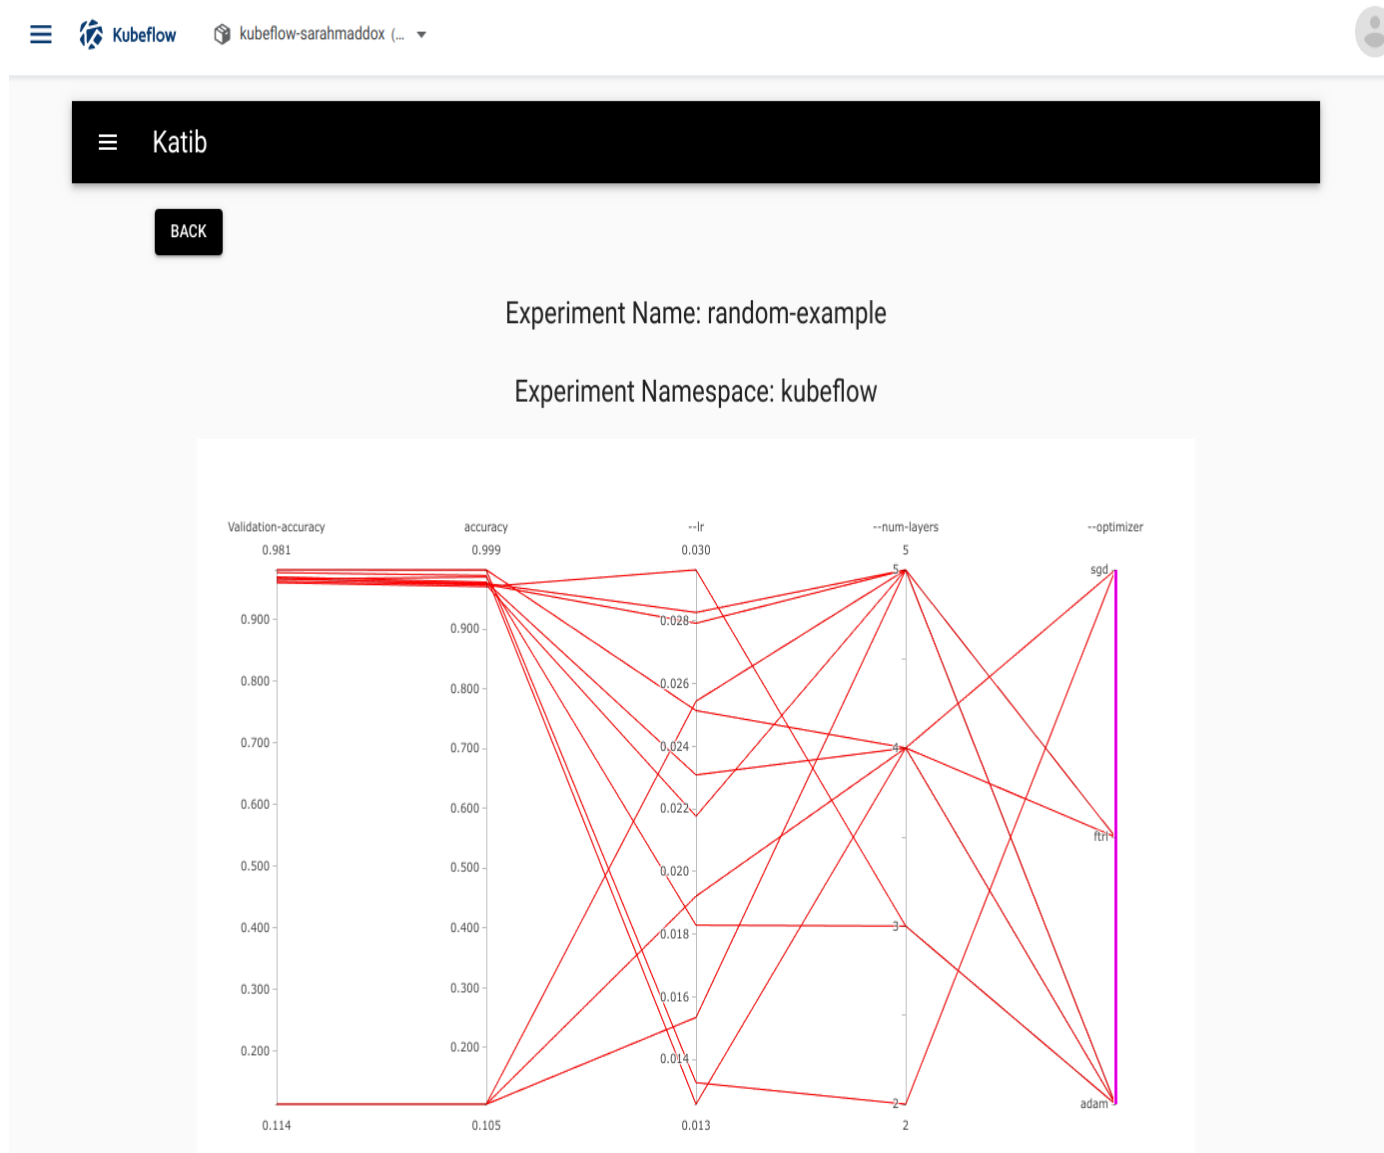 Kubeflow kubeflow-sarahmaddox (...
Katib
BACK
Experiment Name: random-example
Experiment Namespace: kubeflow
Validation-accuracy accuracy --lr --num-layers --optimizer
0.981 0.999 0.030 5
5 sgd
0.900 0.900 0.028
0.800 0.800 0.026
0.700 0.700 0.024 4
0.600 0.600 0.022 ftrl
0.500 0.500 0.020
0.400 0.400 0.018 3
0.300 0.300 0.016
0.200 0.200 0.014
2 adam
0.114 0.105 0.013 2